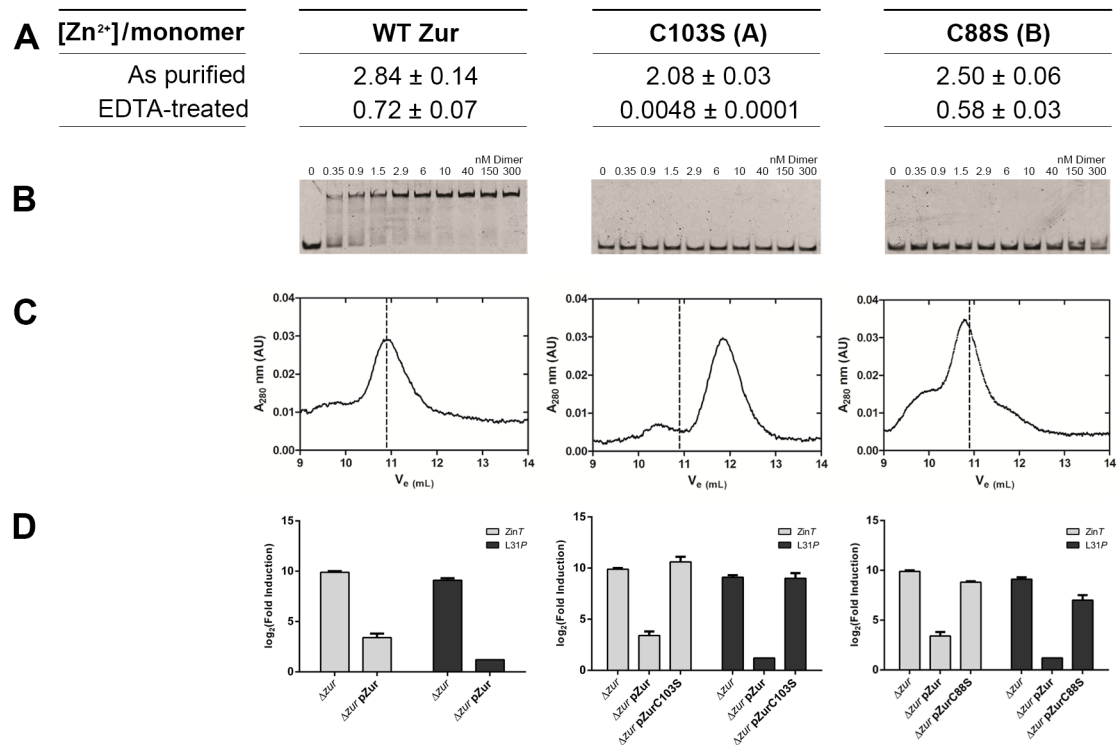 A
[Zn²⁺]/monomer WT Zur C103S (A) C88S (B)
As purified 2.84 ± 0.14 2.08 ± 0.03 2.50 ± 0.06
EDTA-treated 0.72 ± 0.07 0.0048 ± 0.0001 0.58 ± 0.03
B
nM Dimer nM Dimer nM Dimer
0 0.35 0.9 1.5 2.9 6 10 40 150 300
0 0.35 0.9 1.5 2.9 6 10 40 150 300
0 0.35 0.9 1.5 2.9 6 10 40 150 300
C
A₂₈₀ nm (AU)
0.04
0.03
0.02
0.01
0.00
9 10 11 12 13 14
Vₑ (mL)
A₂₈₀ nm (AU)
0.04
0.03
0.02
0.01
0.00
9 10 11 12 13 14
Vₑ (mL)
A₂₈₀ nm (AU)
0.04
0.03
0.02
0.01
0.00
9 10 11 12 13 14
Vₑ (mL)
D
log₂(Fold Induction)
15
10
5
0
ZinT
L31P
Δzur
Δzur pZur
Δzur
Δzur pZur
log₂(Fold Induction)
15
10
5
0
ZinT
L31P
Δzur
Δzur pZur
Δzur pZurC103S
Δzur
Δzur pZur
Δzur pZurC103S
log₂(Fold Induction)
15
10
5
0
ZinT
L31P
Δzur
Δzur pZur
Δzur pZurC88S
Δzur
Δzur pZur
Δzur pZurC88S